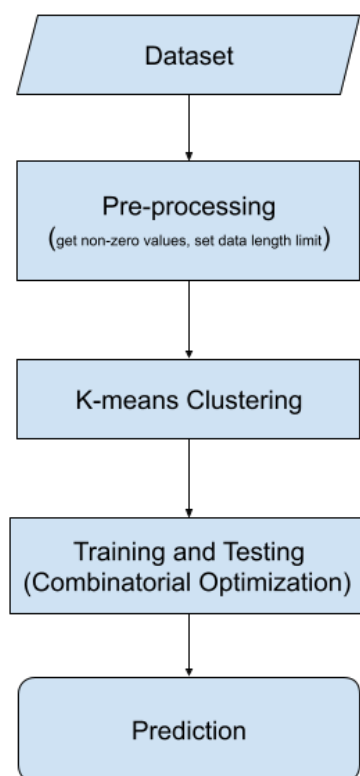 Dataset
Pre-processing
(get non-zero values, set data length limit)
K-means Clustering
Training and Testing
(Combinatorial Optimization)
Prediction